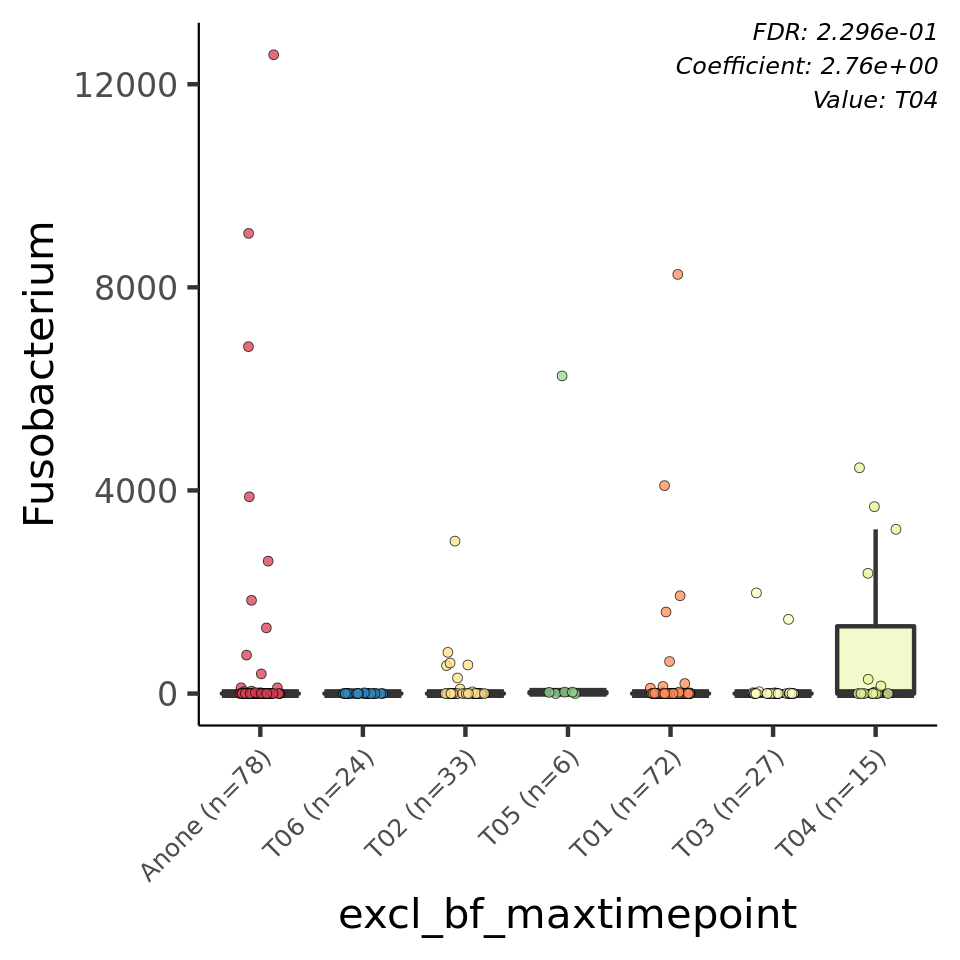 FDR: 2.296e-01
Coefficient: 2.76e+00
Value: T04
Fusobacterium
12000
8000
4000
0
Anone (n=78)
T06 (n=24)
T02 (n=33)
T05 (n=6)
T01 (n=72)
T03 (n=27)
T04 (n=15)
excl_bf_maxtimepoint